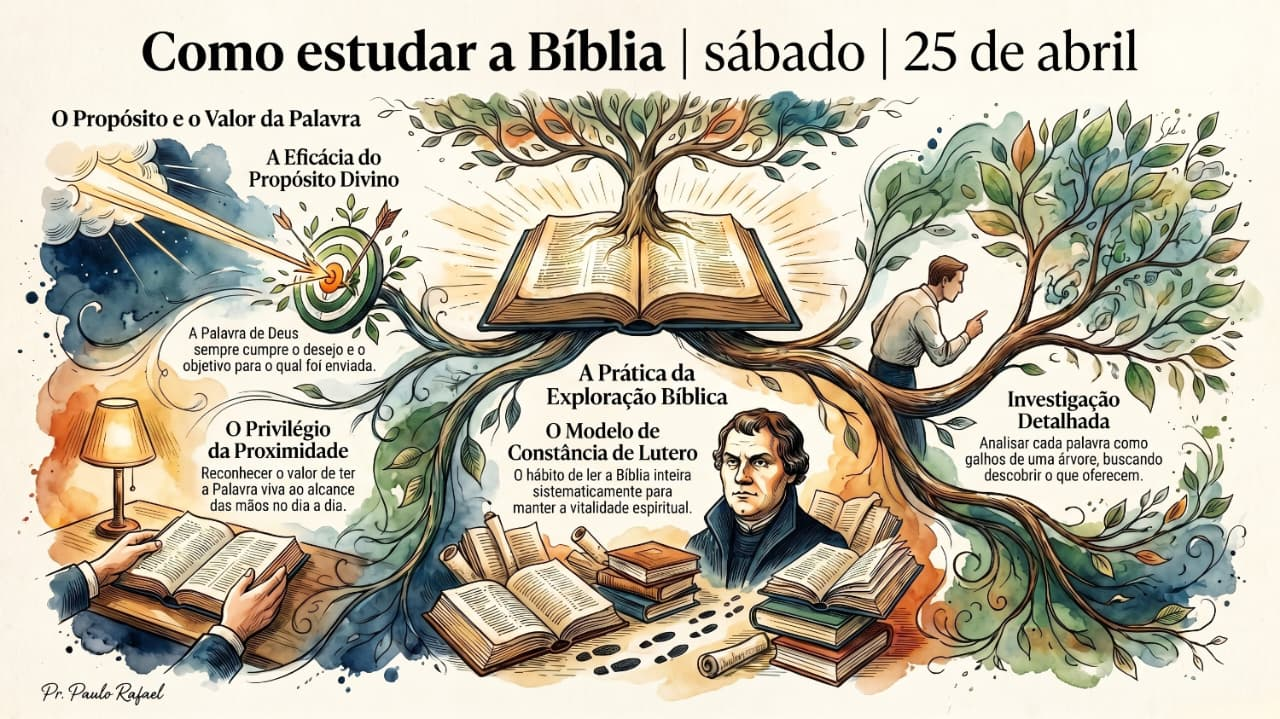 Como estudar a Bíblia | sábado | 25 de abril
O Propósito e o Valor da Palavra
A Eficácia do
Propósito Divino
A Palavra de Deus
sempre cumpre o desejo e o
objetivo para o qual foi enviada.
O Privilégio
da Proximidade
Reconhecer o valor de ter
a Palavra viva ao alcance
das mãos no dia a dia.
A Prática da
Exploração Bíblica
O Modelo de
Constância de Lutero
O hábito de ler a Bíblia inteira
sistematicamente para
manter a vitalidade espiritual.
Investigação
Detalhada
Analisar cada palavra como
galhos de uma árvore, buscando
descobrir o que oferecem.
Pr. Paulo Rafael